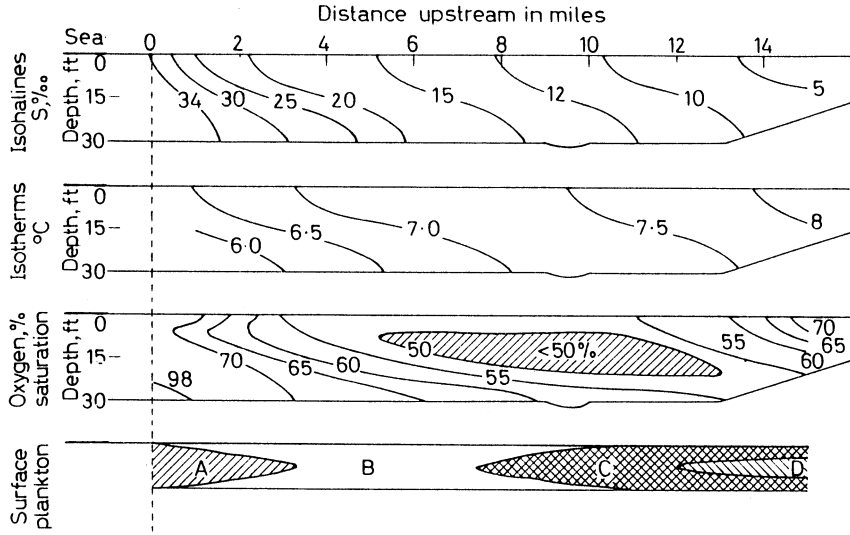 Distance upstream in miles
Sea
0 2 4 6 8 10 12 14
Isohalines
S,‰
Depth, ft
0
15
30
34 30 25 20 15 12 10 5
Isotherms
°C
Depth, ft
0
15
30
6·0 6·5 7·0 7·5 8
Oxygen,%
saturation
Depth, ft
0
15
30
98 70 65 60 55 50 <50% 55 60 65 70
Surface
plankton
A B C D